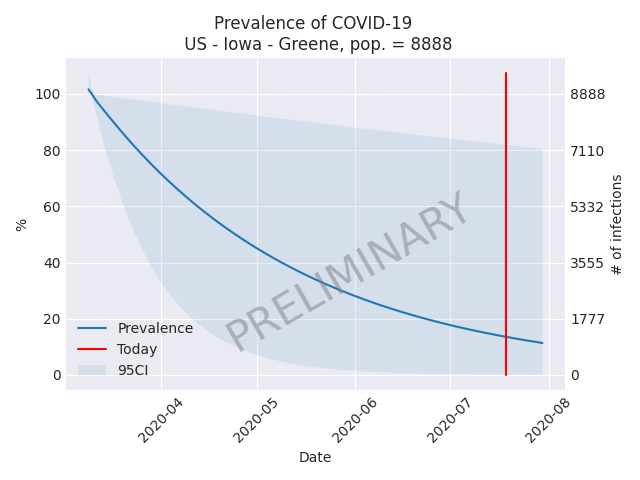 Prevalence of COVID-19
US - Iowa - Greene, pop. = 8888
100
80
60
40
20
0
%
8888
7110
5332
3555
1777
0
# of infections
PRELIMINARY
Prevalence
Today
95CI
2020-04
2020-05
2020-06
2020-07
2020-08
Date